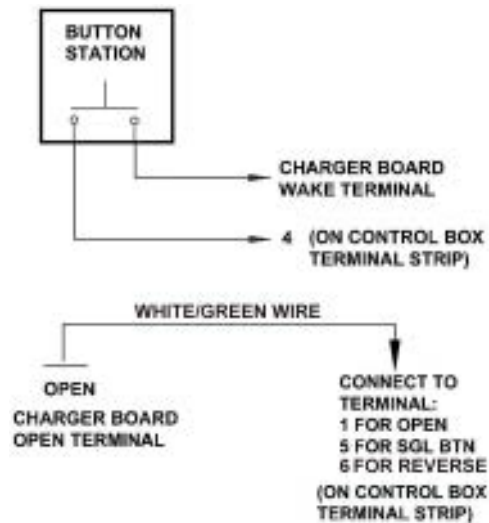 BUTTON
STATION
CHARGER BOARD
WAKE TERMINAL
4 (ON CONTROL BOX
TERMINAL STRIP)
WHITE/GREEN WIRE
OPEN
CHARGER BOARD
OPEN TERMINAL
CONNECT TO
TERMINAL:
1 FOR OPEN
5 FOR SGL BTN
6 FOR REVERSE
(ON CONTROL BOX
TERMINAL STRIP)